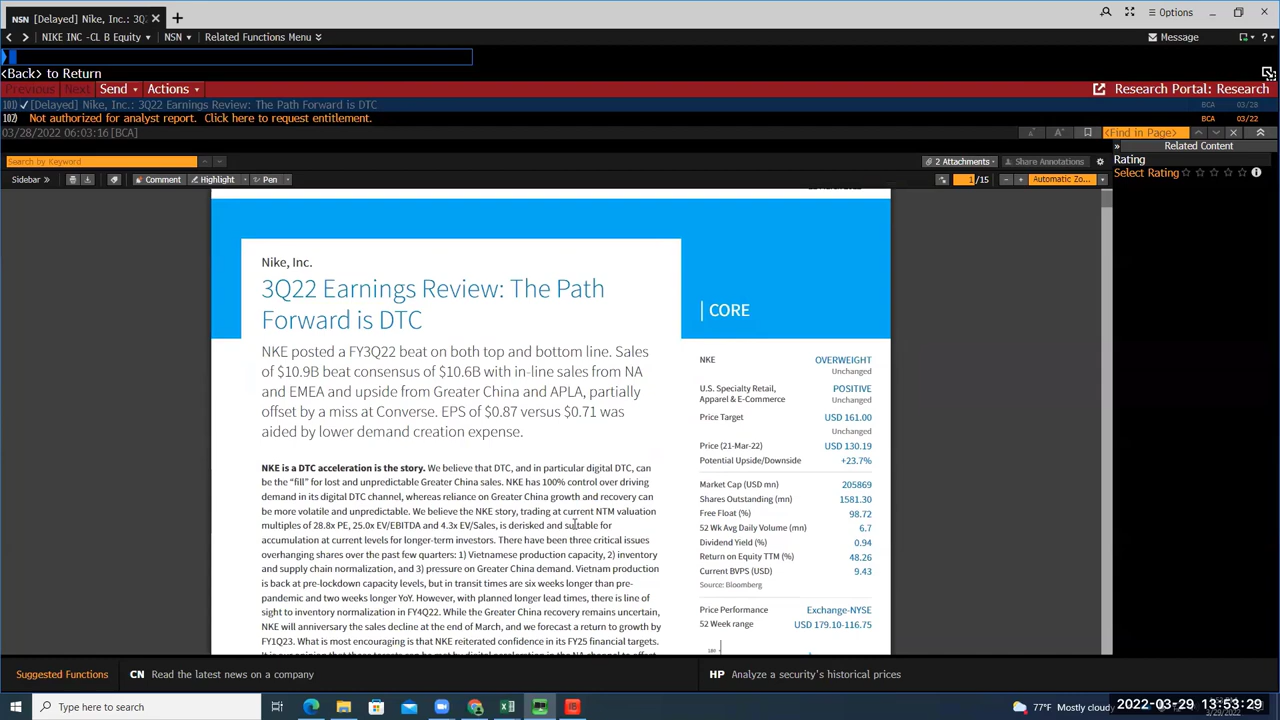 NSN [Delayed] Nike, Inc.: 3Q × +
Options
NIKE INC -CL B Equity NSN Related Functions Menu
Message
<Back> to Return
Previous Next Send Actions Research Portal: Research
101) [Delayed] Nike, Inc.: 3Q22 Earnings Review: The Path Forward is DTC BCA 03/28
102) Not authorized for analyst report. Click here to request entitlement. BCA 03/22
03/28/2022 06:03:16 [BCA] <Find in Page>
Related Content
Rating
Select Rating
Search by Keyword
2 Attachments
Share Annotations
Sidebar
Comment Highlight Pen
1 /15
Automatic Zo...
Nike, Inc.
3Q22 Earnings Review: The Path
Forward is DTC
NKE posted a FY3Q22 beat on both top and bottom line. Sales
of $10.9B beat consensus of $10.6B with in-line sales from NA
and EMEA and upside from Greater China and APLA, partially
offset by a miss at Converse. EPS of $0.87 versus $0.71 was
aided by lower demand creation expense.
NKE is a DTC acceleration is the story. We believe that DTC, and in particular digital DTC, can
be the “fill” for lost and unpredictable Greater China sales. NKE has 100% control over driving
demand in its digital DTC channel, whereas reliance on Greater China growth and recovery can
be more volatile and unpredictable. We believe the NKE story, trading at current NTM valuation
multiples of 28.8x PE, 25.0x EV/EBITDA and 4.3x EV/Sales, is derisked and suitable for
accumulation at current levels for longer-term investors. There have been three critical issues
overhanging shares over the past few quarters: 1) Vietnamese production capacity, 2) inventory
and supply chain normalization, and 3) pressure on Greater China demand. Vietnam production
is back at pre-lockdown capacity levels, but in transit times are six weeks longer than pre-
pandemic and two weeks longer YoY. However, with planned longer lead times, there is line of
sight to inventory normalization in FY4Q22. While the Greater China recovery remains uncertain,
NKE will anniversary the sales decline at the end of March, and we forecast a return to growth by
FY1Q23. What is most encouraging is that NKE reiterated confidence in its FY25 financial targets.
CORE
NKE OVERWEIGHT
Unchanged
U.S. Specialty Retail, POSITIVE
Apparel & E-Commerce Unchanged
Price Target USD 161.00
Unchanged
Price (21-Mar-22) USD 130.19
Potential Upside/Downside +23.7%
Market Cap (USD mn) 205869
Shares Outstanding (mn) 1581.30
Free Float (%) 98.72
52 Wk Avg Daily Volume (mn) 6.7
Dividend Yield (%) 0.94
Return on Equity TTM (%) 48.26
Current BVPS (USD) 9.43
Source: Bloomberg
Price Performance Exchange-NYSE
52 Week range USD 179.10-116.75
Suggested Functions CN Read the latest news on a company HP Analyze a security's historical prices
Type here to search
77°F Mostly cloudy
2022-03-29 13:53:29